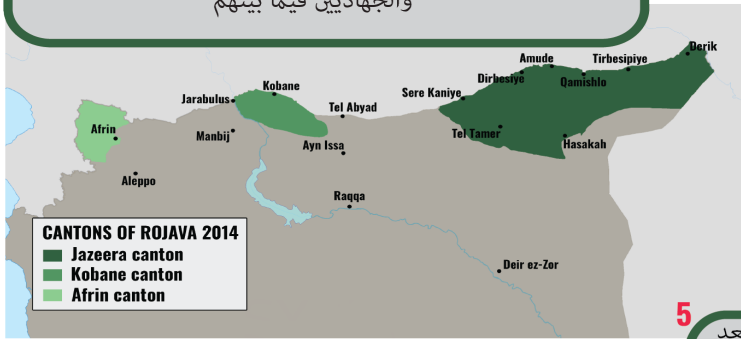 والجهاديين فيما بينهم
Derik
Amude
Tirbesipiye
Dirbesiye
Qamishlo
Kobane
Sere Kaniye
Jarabulus
Tel Abyad
Afrin
Manbij
Tel Tamer
Ayn Issa
Hasakah
Aleppo
Raqqa
CANTONS OF ROJAVA 2014
Jazeera canton
Kobane canton
Afrin canton
Deir ez-Zor
5